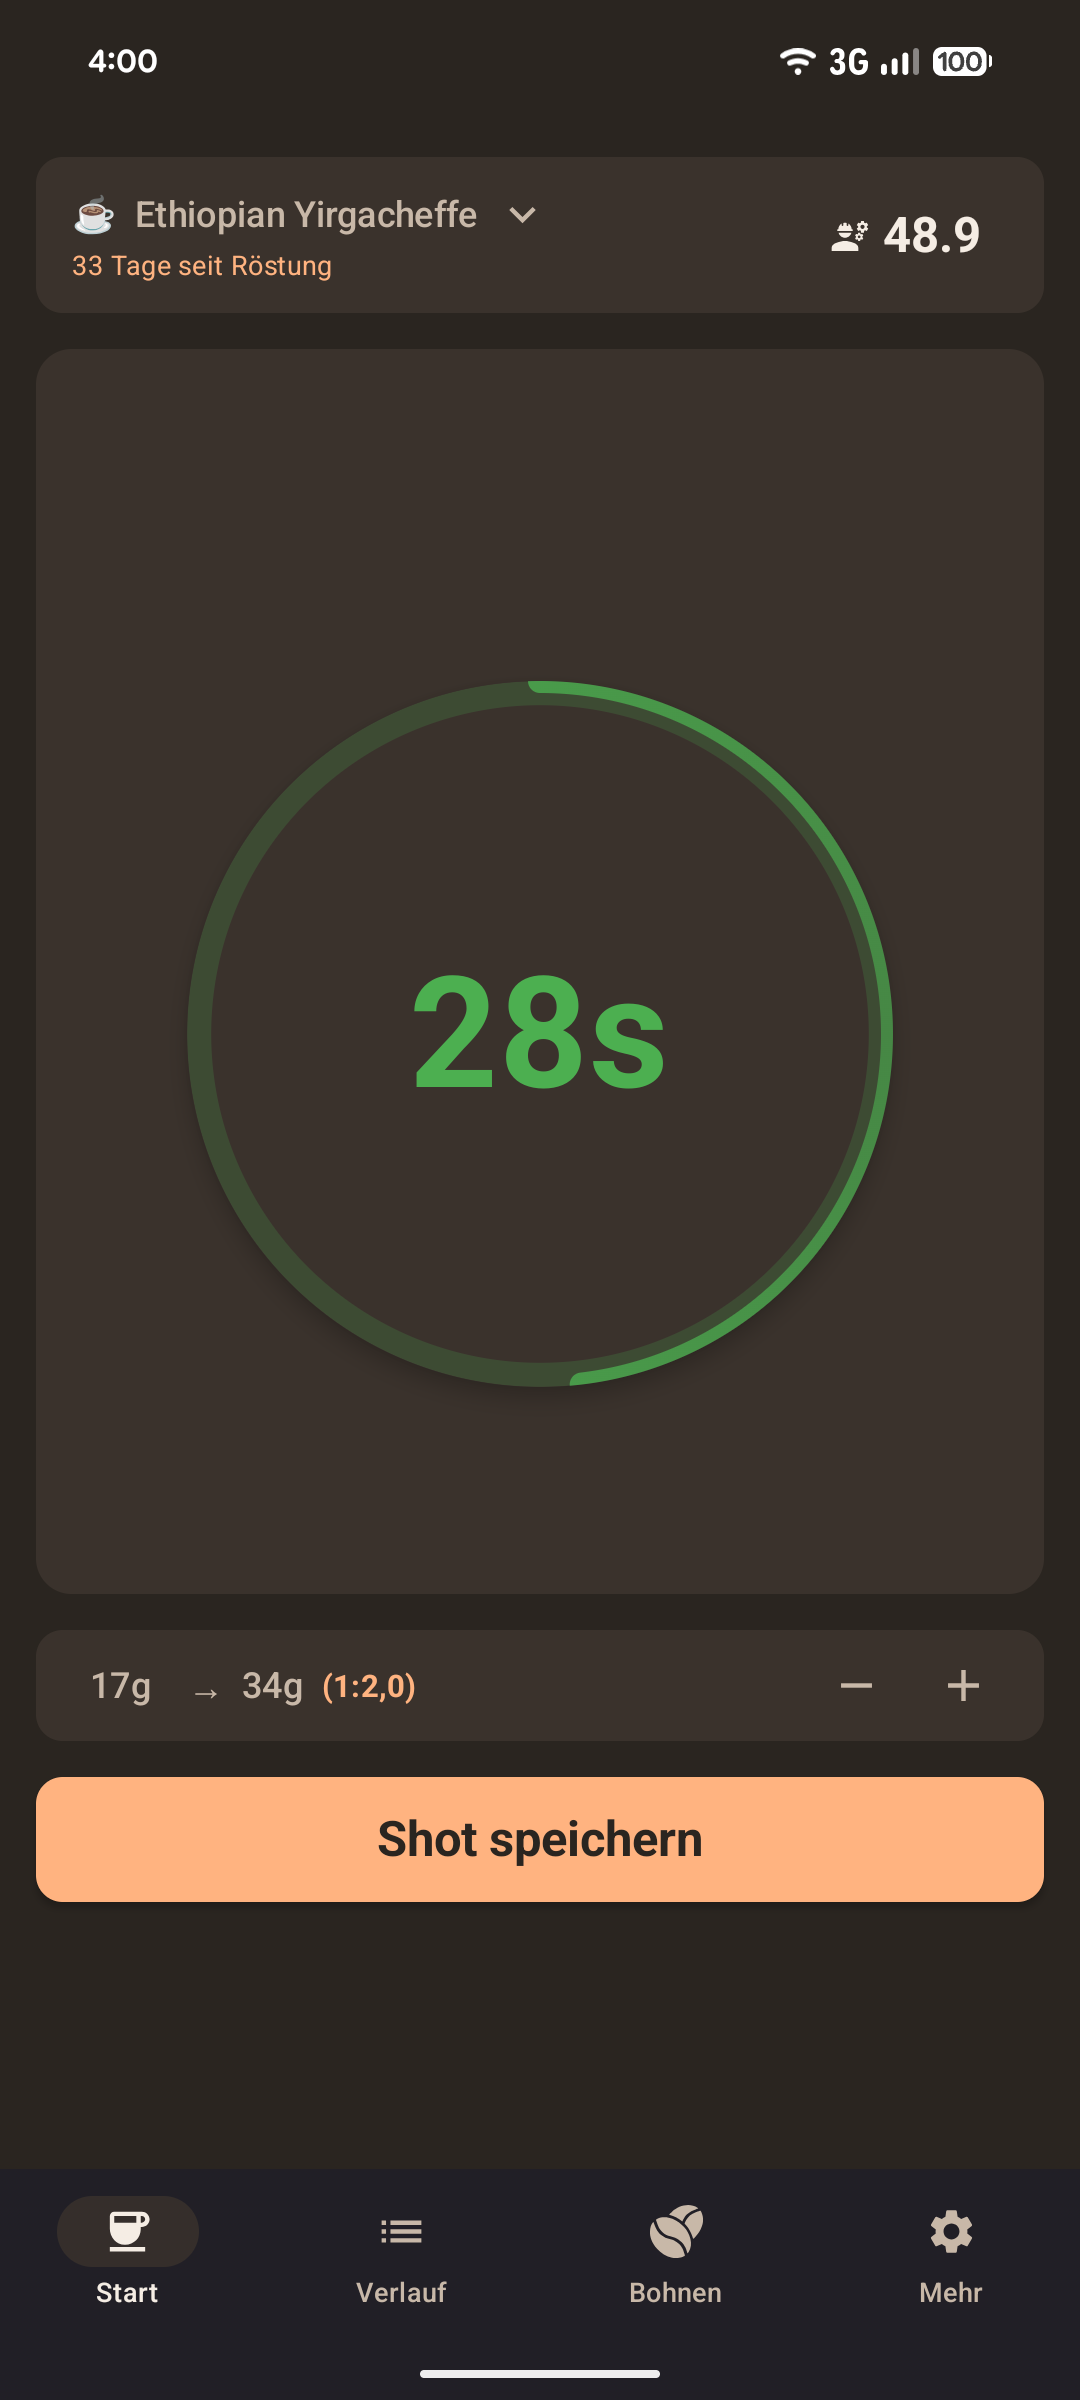 4:00 3G 100
Ethiopian Yirgacheffe
33 Tage seit Röstung
48.9
28s
17g → 34g (1:2,0) − +
Shot speichern
Start Verlauf Bohnen Mehr